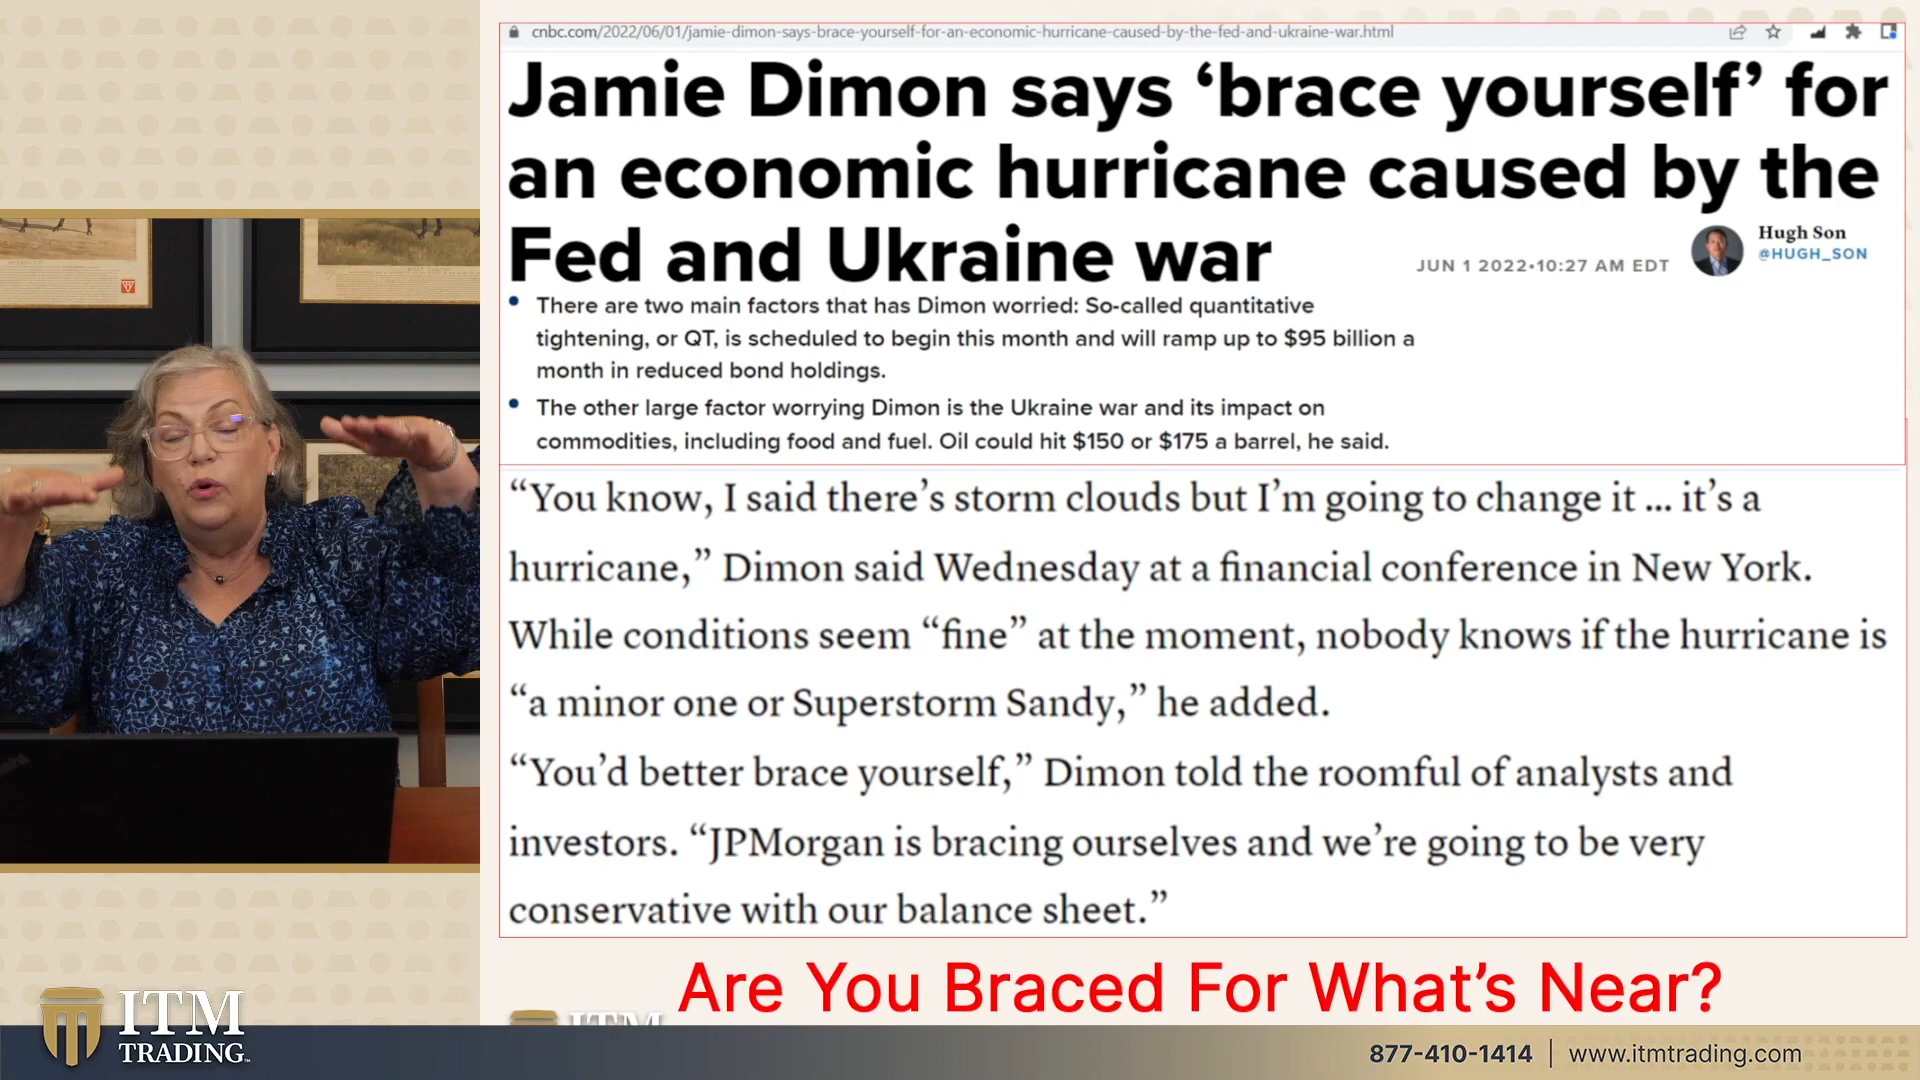 cnbc.com/2022/06/01/jamie-dimon-says-brace-yourself-for-an-economic-hurricane-caused-by-the-fed-and-ukraine-war.html
Jamie Dimon says ‘brace yourself’ for
an economic hurricane caused by the
Fed and Ukraine war
JUN 1 2022•10:27 AM EDT
Hugh Son
@HUGH_SON
• There are two main factors that has Dimon worried: So-called quantitative
tightening, or QT, is scheduled to begin this month and will ramp up to $95 billion a
month in reduced bond holdings.
• The other large factor worrying Dimon is the Ukraine war and its impact on
commodities, including food and fuel. Oil could hit $150 or $175 a barrel, he said.
“You know, I said there’s storm clouds but I’m going to change it ... it’s a
hurricane,” Dimon said Wednesday at a financial conference in New York.
While conditions seem “fine” at the moment, nobody knows if the hurricane is
“a minor one or Superstorm Sandy,” he added.
“You’d better brace yourself,” Dimon told the roomful of analysts and
investors. “JPMorgan is bracing ourselves and we’re going to be very
conservative with our balance sheet.”
Are You Braced For What’s Near?
ITM
ITM
TRADING™
877-410-1414 | www.itmtrading.com